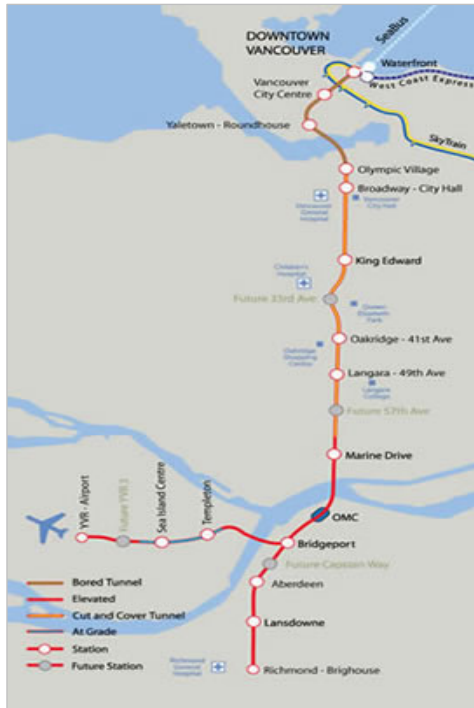 SeaBus
DOWNTOWN
VANCOUVER
Waterfront
West Coast Express
Vancouver
City Centre
SkyTrain
Yaletown - Roundhouse
Olympic Village
Broadway - City Hall
Vancouver
General
Hospital
Vancouver
City Hall
King Edward
Children's
Hospital
Future 33rd Ave
Queen
Elizabeth
Park
Oakridge - 41st Ave
Oakridge
Shopping
Centre
Langara - 49th Ave
Langara
College
Future 57th Ave
Marine Drive
YVR - Airport
Future YVR 3
Sea Island Centre
Templeton
OMC
Bridgeport
Future Captain Way
Aberdeen
Lansdowne
Richmond - Brighouse
Richmond
General
Hospital
Bored Tunnel
Elevated
Cut and Cover Tunnel
At Grade
Station
Future Station